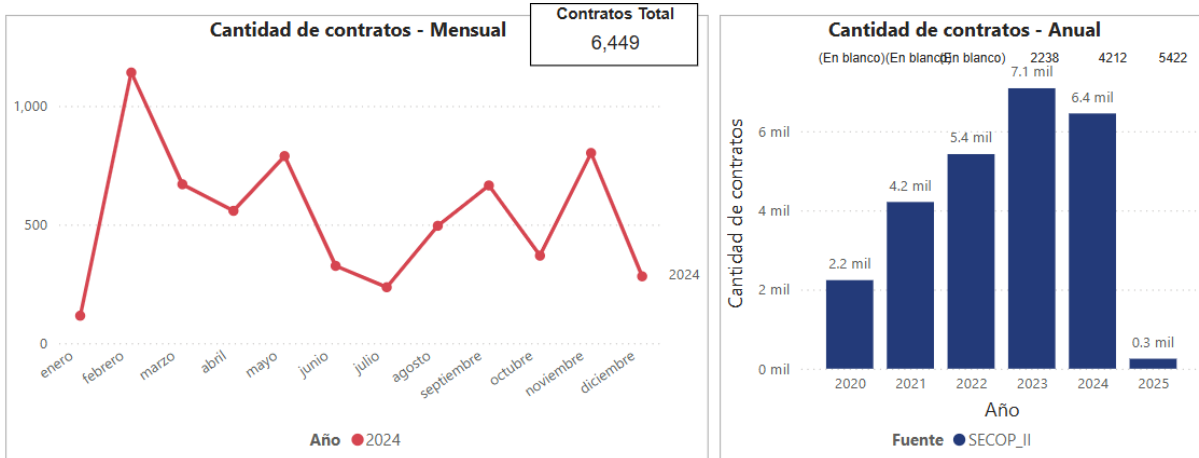 Cantidad de contratos - Mensual
Contratos Total
6,449
1,000
500
0
enero
febrero
marzo
abril
mayo
junio
julio
agosto
septiembre
octubre
noviembre
diciembre
2024
Año 2024
Cantidad de contratos - Anual
(En blanco) (En blanco) (En blanco) 2238 4212 5422
Cantidad de contratos
6 mil
4 mil
2 mil
0 mil
2.2 mil
4.2 mil
5.4 mil
7.1 mil
6.4 mil
0.3 mil
2020 2021 2022 2023 2024 2025
Año
Fuente SECOP_II